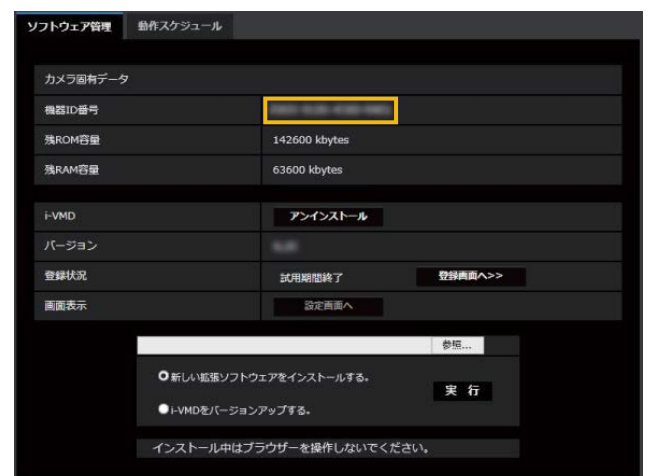 ソフトウェア管理 動作スケジュール
カメラ固有データ
機器ID番号
残ROM容量 142600 kbytes
残RAM容量 63600 kbytes
i-VMD アンインストール
バージョン
登録状況 試用期間終了 登録画面へ>>
画面表示 設定画面へ
参照...
新しい拡張ソフトウェアをインストールする。
実 行
i-VMDをバージョンアップする。
インストール中はブラウザーを操作しないでください。